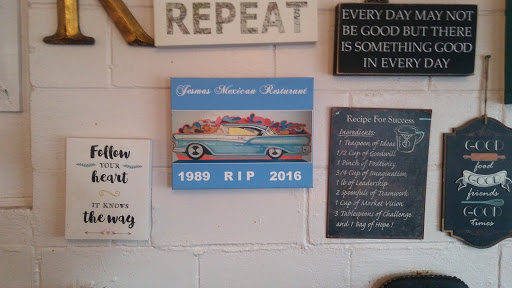 R
REPEAT
EVERY DAY MAY NOT
BE GOOD BUT THERE
IS SOMETHING GOOD
IN EVERY DAY
Jesmas Mexican Resturant
1989 RIP 2016
Follow
YOUR
heart
IT KNOWS
the way
Recipe For Success
Ingredients:
1 Teaspoon of Ideas
1/2 Cup of Goodwill
1 Pinch of Positivity
3/4 Cup of Imagination
1 lb of Leadership
2 Spoonfuls of Teamwork
1 Cup of Market Vision
3 Tablespoons of Challenge
and 1 Bag of Hope!
GOOD
food
GOOD
friends
GOOD
times